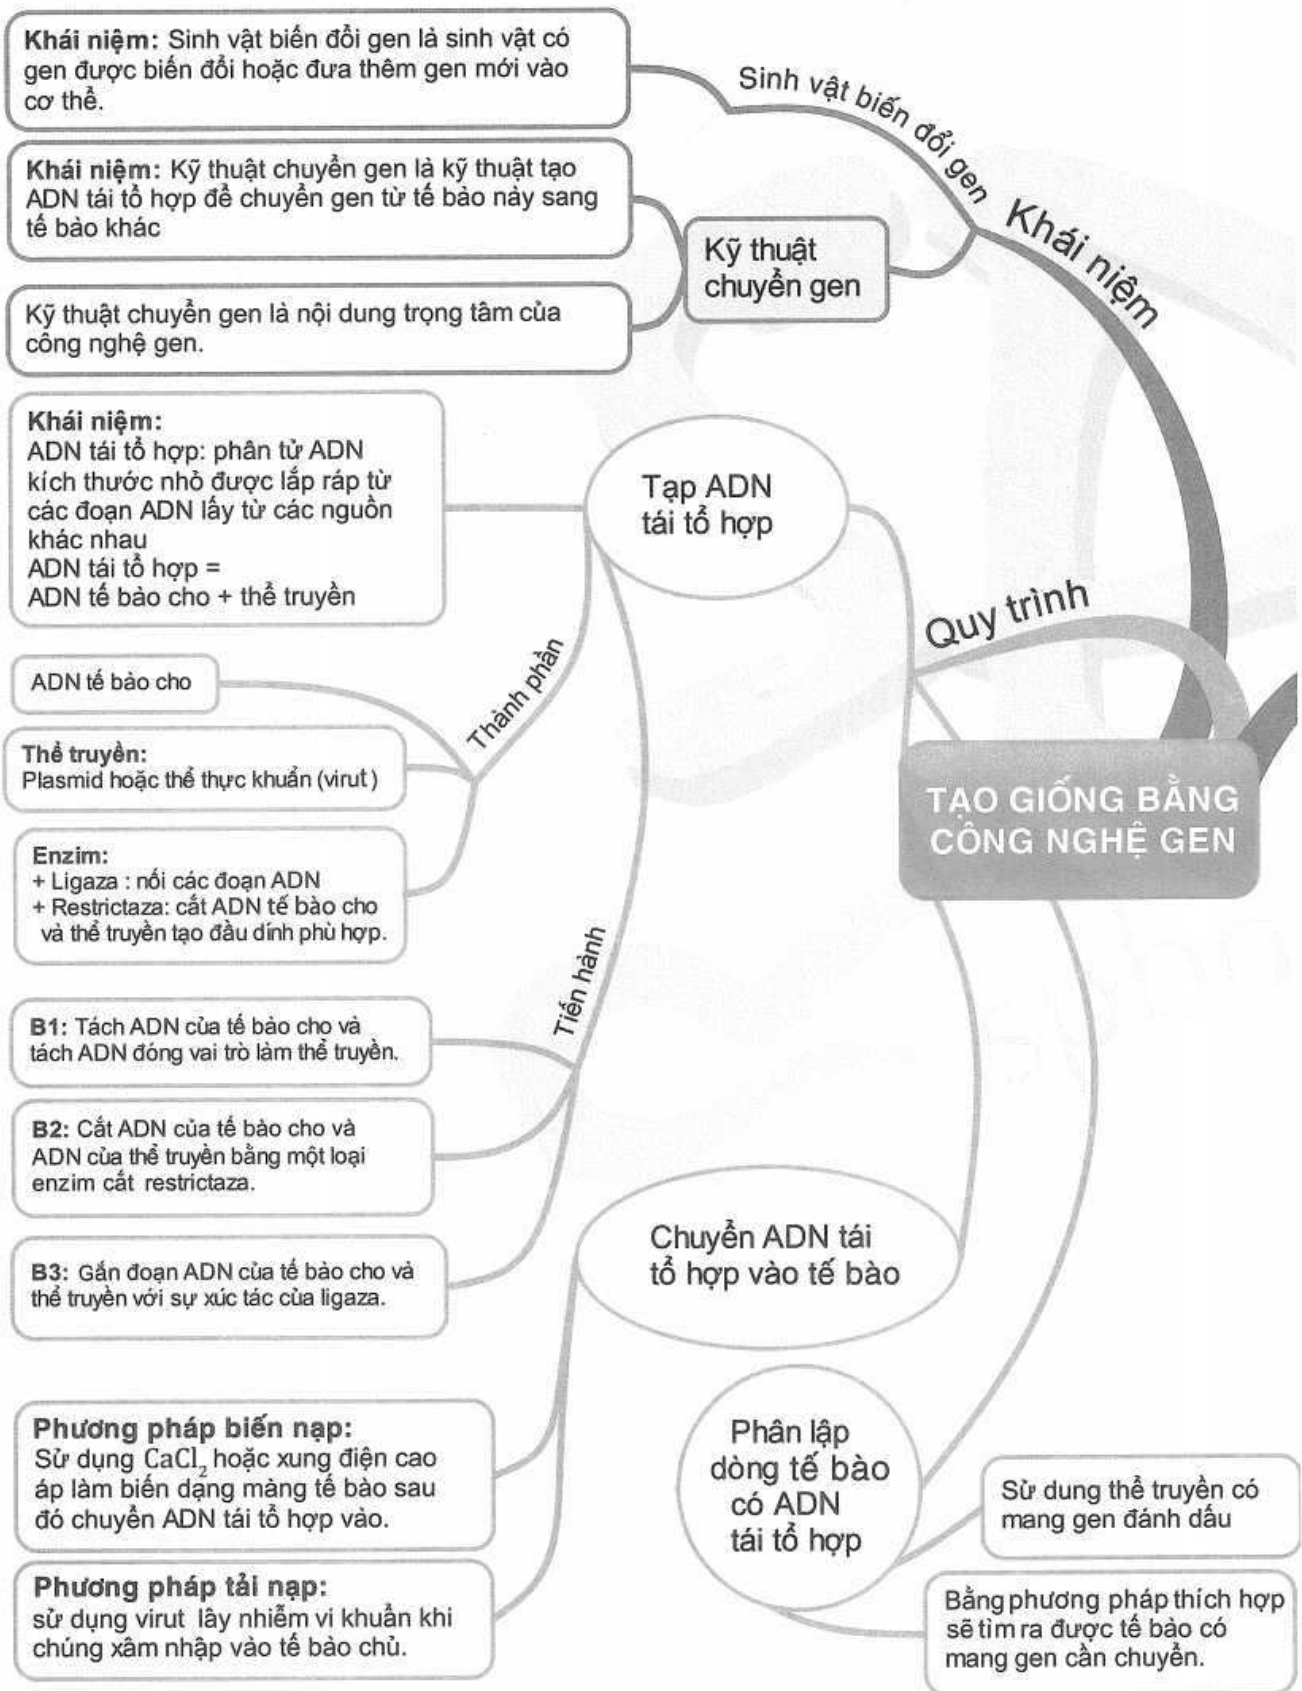 Khái niệm: Sinh vật biến đổi gen là sinh vật có
gen được biến đổi hoặc đưa thêm gen mới vào
cơ thể.
Sinh vật biến đổi gen
Khái niệm: Kỹ thuật chuyển gen là kỹ thuật tạo
ADN tái tổ hợp để chuyển gen từ tế bào này sang
tế bào khác
Kỹ thuật
chuyển gen
Khái niệm
Kỹ thuật chuyển gen là nội dung trọng tâm của
công nghệ gen.
Khái niệm:
ADN tái tổ hợp: phân tử ADN
kích thước nhỏ được lắp ráp từ
các đoạn ADN lấy từ các nguồn
khác nhau
ADN tái tổ hợp =
ADN tế bào cho + thể truyền
Tạp ADN
tái tổ hợp
Quy trình
ADN tế bào cho
Thành phần
Thể truyền:
Plasmid hoặc thể thực khuẩn (virut)
TẠO GIỐNG BẰNG
CÔNG NGHỆ GEN
Enzim:
+ Ligaza : nối các đoạn ADN
+ Restrictaza: cắt ADN tế bào cho
và thể truyền tạo đầu dính phù hợp.
Tiến hành
B1: Tách ADN của tế bào cho và
tách ADN đóng vai trò làm thể truyền.
B2: Cắt ADN của tế bào cho và
ADN của thể truyền bằng một loại
enzim cắt restrictaza.
B3: Gắn đoạn ADN của tế bào cho và
thể truyền với sự xúc tác của ligaza.
Chuyển ADN tái
tổ hợp vào tế bào
Phương pháp biến nạp:
Sử dụng CaCl₂ hoặc xung điện cao
áp làm biến dạng màng tế bào sau
đó chuyển ADN tái tổ hợp vào.
Phương pháp tải nạp:
sử dụng virut lây nhiễm vi khuẩn khi
chúng xâm nhập vào tế bào chủ.
Phân lập
dòng tế bào
có ADN
tái tổ hợp
Sử dung thể truyền có
mang gen đánh dấu
Bằng phương pháp thích hợp
sẽ tìm ra được tế bào có
mang gen cần chuyển.